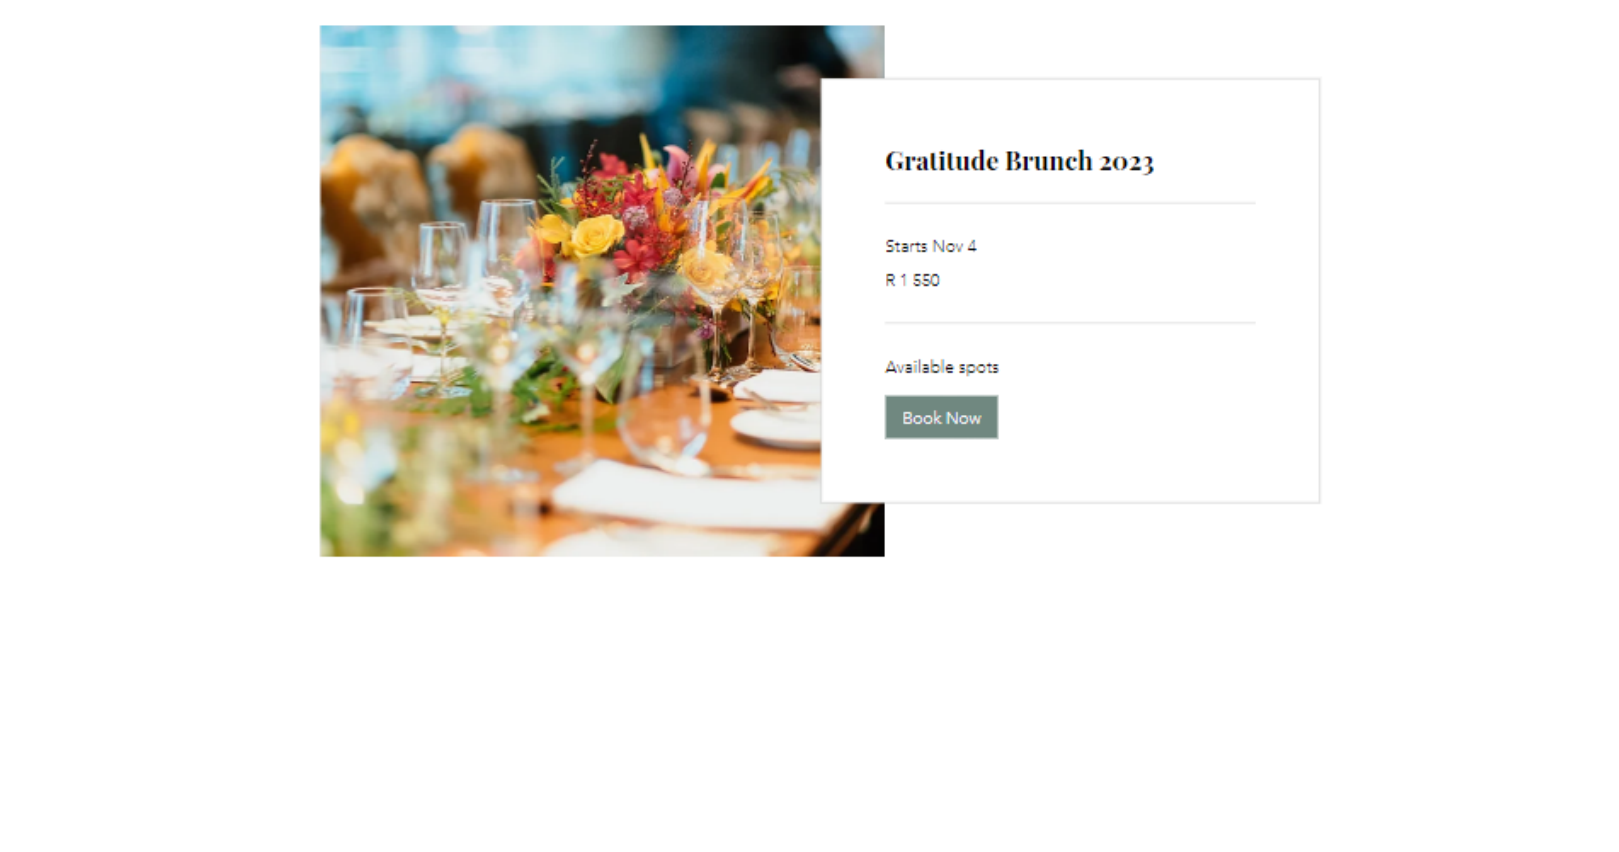 Gratitude Brunch 2023
Starts Nov 4
R 1 550
Available spots
Book Now